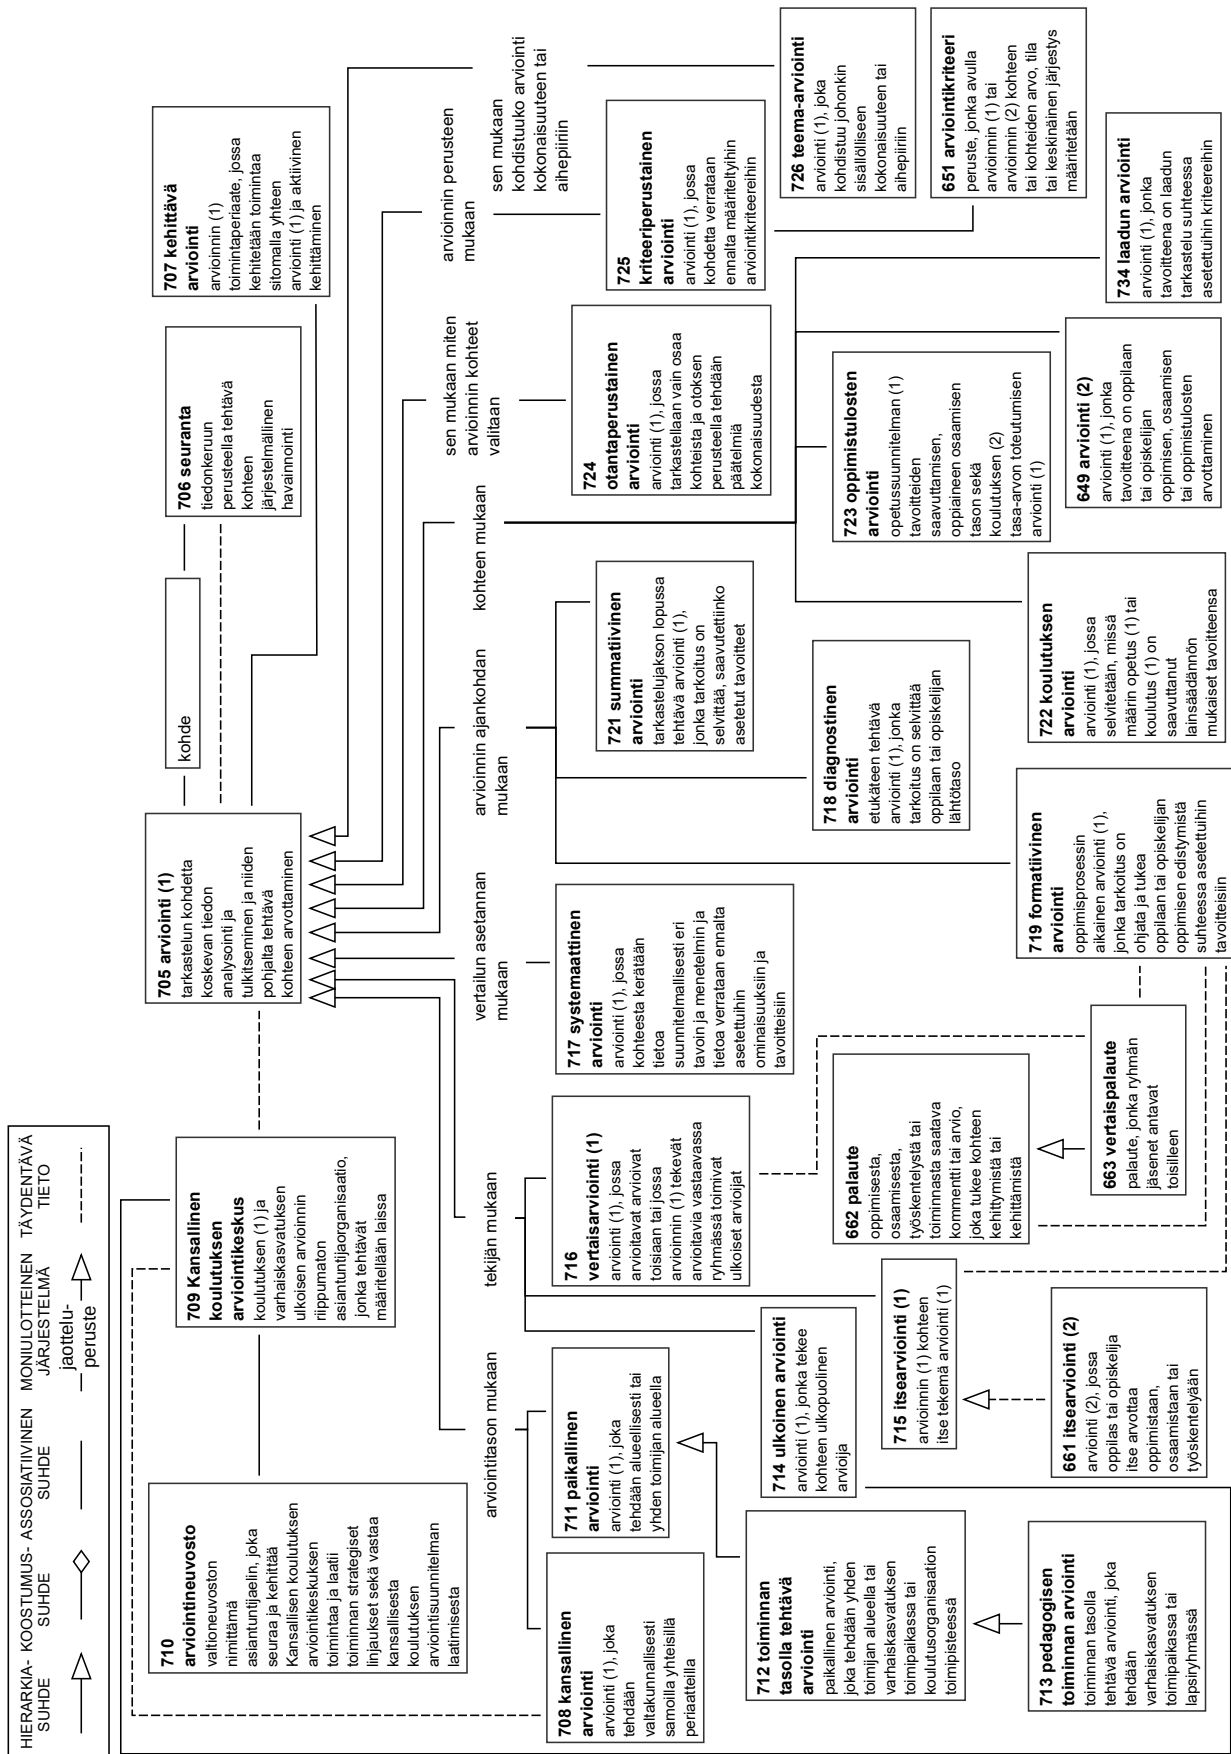 HIERARKIA-
SUHDE
KOOSTUMUS-
SUHDE
ASSOSIATIIVINEN
SUHDE
MONIULOTTEINEN
JÄRJESTELMÄ
jaottelu-
peruste
TÄYDENTÄVÄ
TIETO
710
arviointineuvosto
valtioneuvoston
nimittämä
asiantuntijaelin, joka
seuraa ja kehittää
Kansallisen koulutuksen
arviointikeskuksen
toimintaa ja laatii
toiminnan strategiset
linjaukset sekä vastaa
kansallisesta
koulutuksen
arviointisuunnitelman
laatimisesta
709 Kansallinen
koulutuksen
arviointikeskus
koulutuksen (1) ja
varhaiskasvatuksen
ulkoisen arvioinnin
riippumaton
asiantuntijaorganisaatio,
jonka tehtävät
määritellään laissa
705 arviointi (1)
tarkastelun kohdetta
koskevan tiedon
analysointi ja
tulkitseminen ja niiden
pohjalta tehtävä
kohteen arvottaminen
kohde
706 seuranta
tiedonkeruun
perusteella tehtävä
kohteen
järjestelmälinen
havainnointi
707 kehittävä
arviointi
arvioinnin (1)
toimintaperiaate, jossa
kehitetään toimintaa
sitomalla yhteen
arviointi (1) ja aktiivinen
kehittäminen
arviointitason mukaan
tekijän mukaan
vertailun asetannan
mukaan
arvioinnin ajankohdan
mukaan
kohteen mukaan
sen mukaan miten
arvioinnin kohteet
valitaan
arvioinnin perusteen
mukaan
sen mukaan
kohdistuuko arviointi
kokonaisuuteen tai
aihepiiriin
708 kansallinen
arviointi
arviointi (1), joka
tehdään
valtakunnallisesti
samoilla yhteisillä
periaatteilla
711 paikallinen
arviointi
arviointi (1), joka
tehdään alueellisesti tai
yhden toimijan alueella
712 toiminnan
tasolla tehtävä
arviointi
paikallinen arviointi,
joka tehdään yhden
toimijan alueella tai
varhaiskasvatuksen
toimipaikassa tai
koulutusorganisaation
toimipisteessä
713 pedagogisen
toiminnan arviointi
toiminnan tasolla
tehtävä arviointi, joka
tehdään
varhaiskasvatuksen
toimipaikassa tai
lapsiryhmässä
714 ulkoinen arviointi
arviointi (1), jonka tekee
kohteen ulkopuolinen
arvioija
715 itsearviointi (1)
arvioinnin (1) kohteen
itse tekemä arviointi (1)
661 itsearviointi (2)
arviointi (2), jossa
oppilas tai opiskelija
itse arvottaa
oppimistaan,
osaamistaan tai
työskentelyään
716
vertaisarviointi (1)
arviointi (1), jossa
arvioitavat arvioivat
toisiaan tai jossa
arvioinnin (1) tekevät
arvioitavia vastaavassa
ryhmässä toimivat
ulkoiset arvioijat
662 palaute
oppimisesta,
osaamisesta,
työskentelystä tai
toiminnasta saatava
kommentti tai arvio,
joka tukee kohteen
kehittymistä tai
kehittämistä
663 vertaispalaute
palaute, jonka ryhmän
jäsenet antavat
toisilleen
717 systemaattinen
arviointi
arviointi (1), jossa
kohteesta kerätään
tietoa
suunnitelmallisesti eri
tavoin ja menetelmin ja
tietoa verrataan ennalta
asetettuihin
ominaisuuksiin ja
tavoitteisiin
721 summatiivinen
arviointi
tarkastelujakson lopussa
tehtävä arviointi (1),
jonka tarkoitus on
selvittää, saavutettiinko
asetetut tavoitteet
718 diagnostinen
arviointi
etukäteen tehtävä
arviointi (1), jonka
tarkoitus on selvittää
oppilaan tai opiskelijan
lähtötaso
719 formatiivinen
arviointi
oppimisprosessin
aikainen arviointi (1),
jonka tarkoitus on
ohjata ja tukea
oppilaan tai opiskelijan
oppimisen edistymistä
suhteessa asetettuihin
tavoitteisiin
724
otantaperustainen
arviointi
arviointi (1), jossa
tarkastellaan vain osaa
kohteista ja otoksen
perusteella tehdään
päätelmiä
kokonaisuudesta
723 oppimistulosten
arviointi
opetussuunnitelman (1)
tavoitteiden
saavuttamisen,
oppiaineen osaamisen
tason sekä
koulutuksen (2)
tasa-arvon toteutumisen
arviointi (1)
722 koulutuksen
arviointi
arviointi (1), jossa
selvitetään, missä
määrin opetus (1) tai
koulutus (1) on
saavuttanut
lainsäädännön
mukaiset tavoitteensa
649 arviointi (2)
arviointi (1), jonka
tavoitteena on oppilaan
tai opiskelijan
oppimisen, osaamisen
tai oppimistulosten
arvottaminen
734 laadun arviointi
arviointi (1), jonka
tavoitteena on laadun
tarkastelu suhteessa
asetettuihin kriteereihin
725
kriteeriperustainen
arviointi
arviointi (1), jossa
kohdetta verrataan
ennalta määriteltyihin
arviointikriteereihin
726 teema-arviointi
arviointi (1), joka
kohdistuu johonkin
sisällölliseen
kokonaisuuteen tai
aihepiiriin
651 arviointikriteeri
peruste, jonka avulla
arvioinnin (1) tai
arvioinnin (2) kohteen
tai kohteiden arvo, tila
tai keskinäinen järjestys
määritetään